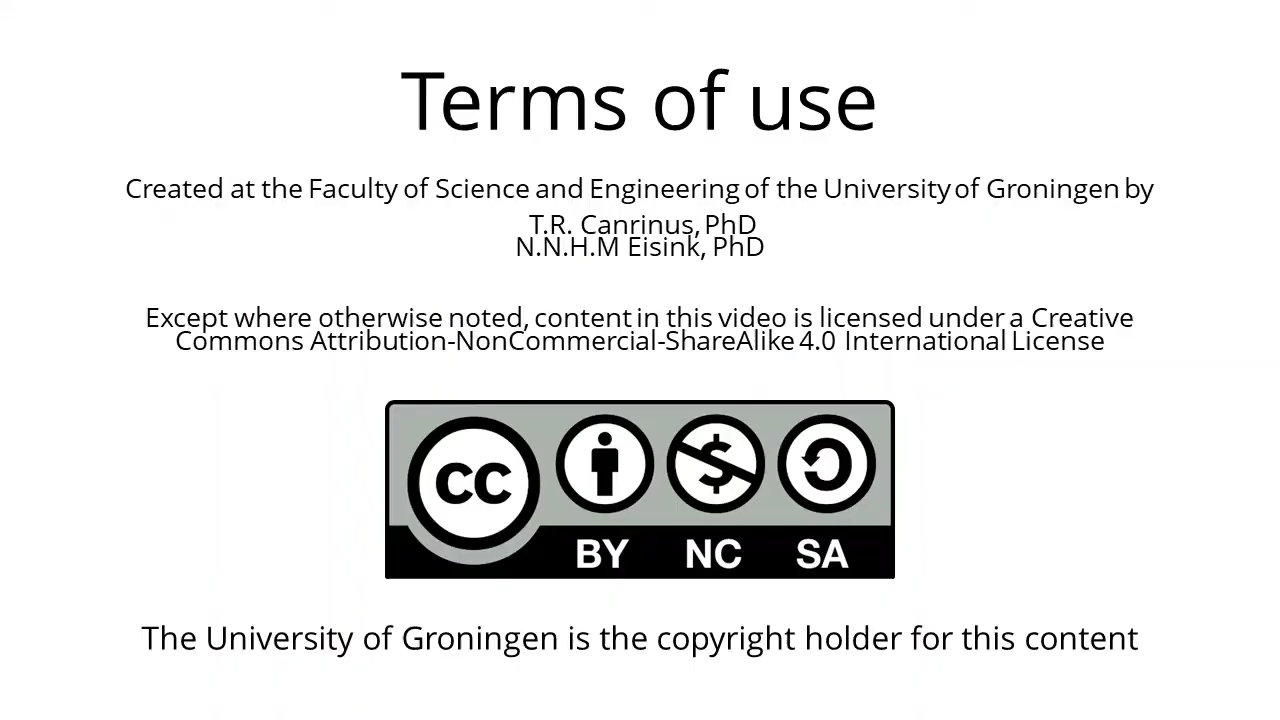 Terms of use
Created at the Faculty of Science and Engineering of the University of Groningen by
T.R. Canrinus, PhD
N.N.H.M Eisink, PhD
Except where otherwise noted, content in this video is licensed under a Creative
Commons Attribution-NonCommercial-ShareAlike 4.0 International License
CC
BY NC SA
The University of Groningen is the copyright holder for this content